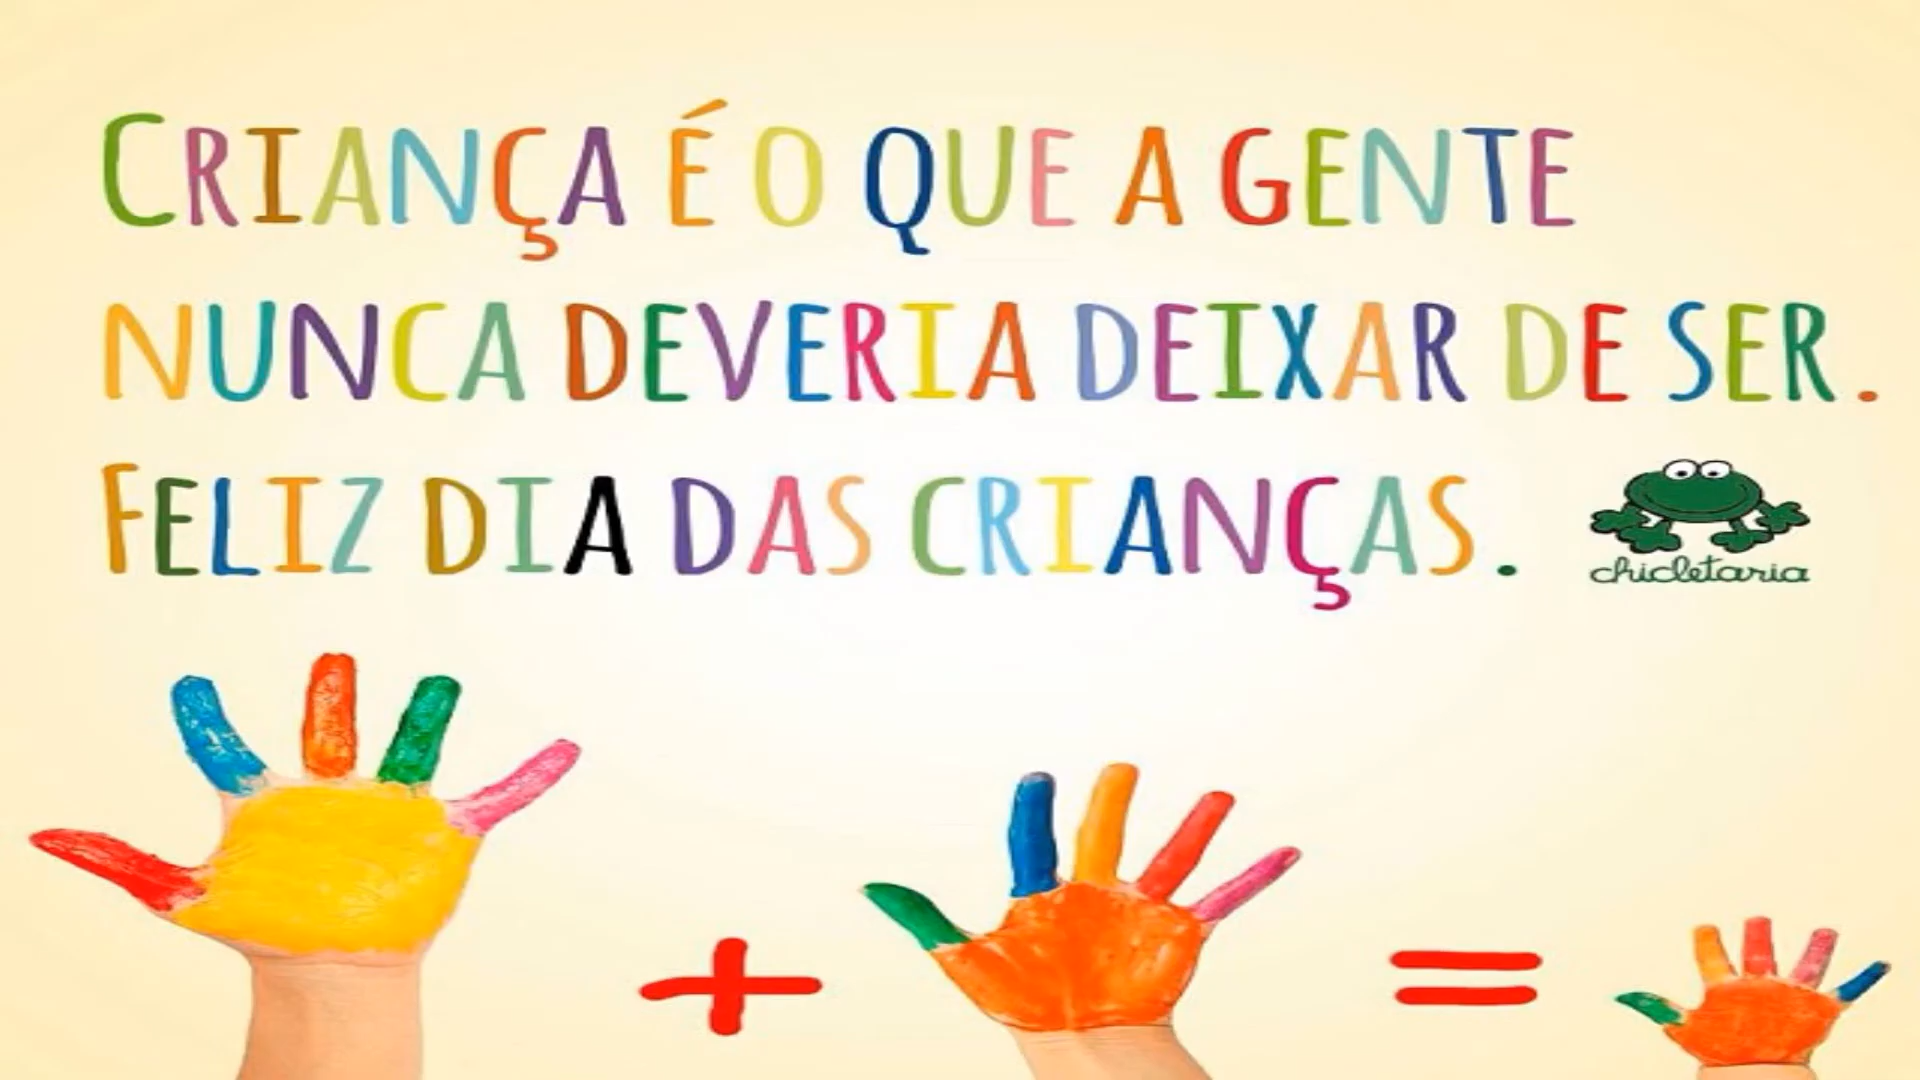 CRIANÇA É O QUE A GENTE
NUNCA DEVERIA DEIXAR DE SER.
FELIZ DIA DAS CRIANÇAS.
chicletaria
+ =